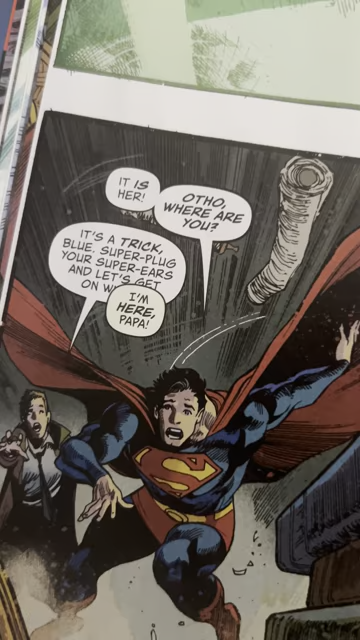 IT IS
HER!
OTHO,
WHERE ARE
YOU?
IT'S A TRICK,
BLUE. SUPER-PLUG
YOUR SUPER-EARS
AND LET'S GET
ON
I'M
HERE,
PAPA!
S